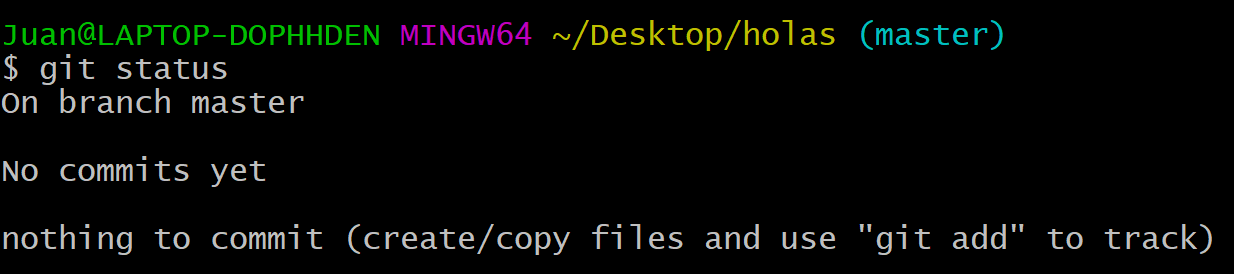 Juan@LAPTOP-DOPHHDEN MINGW64 ~/Desktop/holas (master)
$ git status
On branch master
No commits yet
nothing to commit (create/copy files and use "git add" to track)